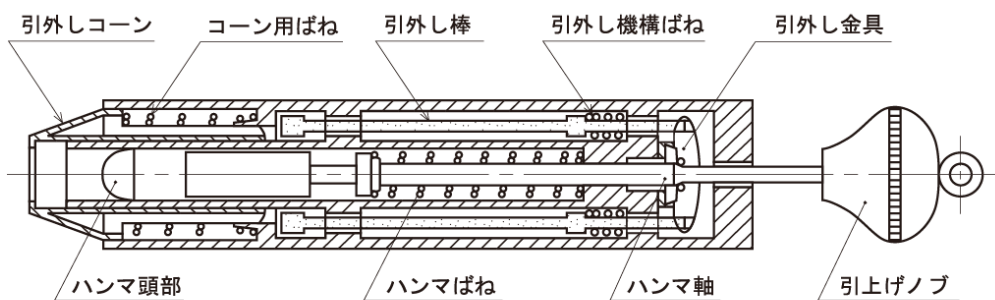 引外しコーン
コーン用ばね
引外し棒
引外し機構ばね
引外し金具
ハンマ頭部
ハンマばね
ハンマ軸
引上げノブ